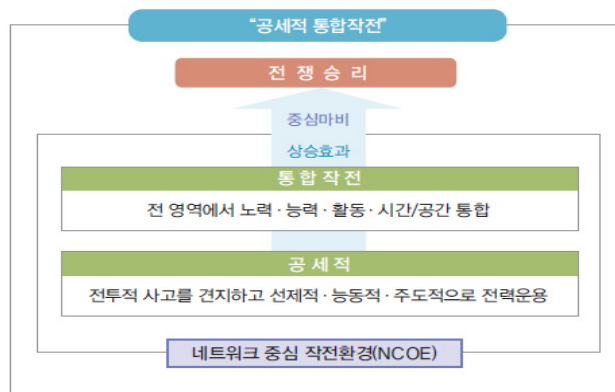 “공세적 통합작전”
전 쟁 승 리
중심마비
상승효과
통 합 작 전
전 영역에서 노력 · 능력 · 활동 · 시간/공간 통합
공 세 적
전투적 사고를 견지하고 선제적 · 능동적 · 주도적으로 전력운용
네트워크 중심 작전환경(NCOE)